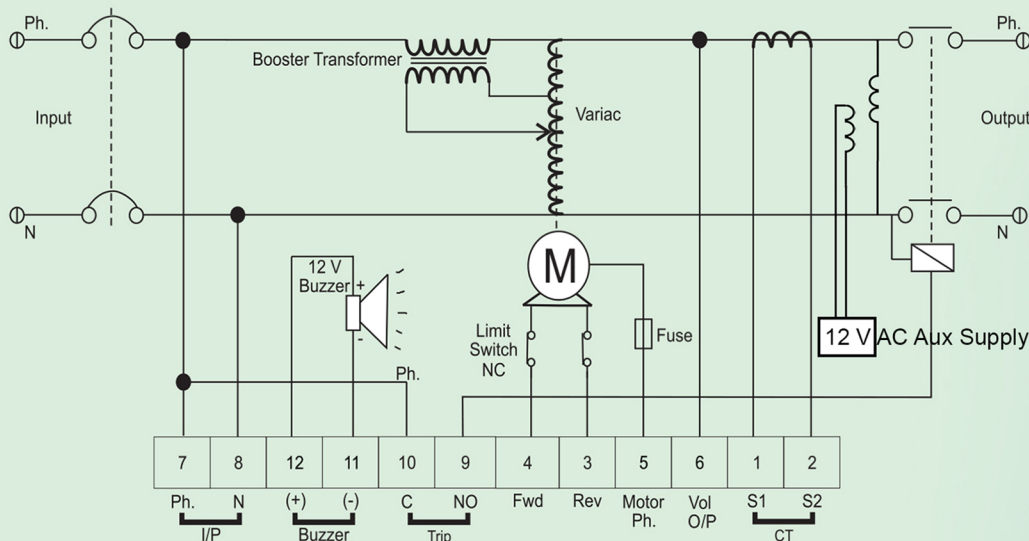 Ph.
Ph.
Booster Transformer
Variac
Input
Output
N
N
12 V
Buzzer
+
-
M
Limit
Switch
NC
Fuse
12 V AC Aux Supply
Ph.
7 8 12 11 10 9 4 3 5 6 1 2
Ph. N (+) (-) C NO Fwd Rev Motor Ph. Vol O/P S1 S2
I/P Buzzer Trip CT